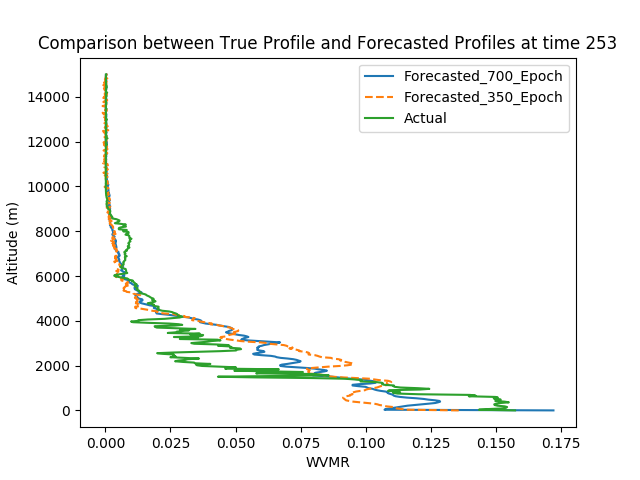 Comparison between True Profile and Forecasted Profiles at time 253
Forecasted_700_Epoch
Forecasted_350_Epoch
Actual
Altitude (m)
14000
12000
10000
8000
6000
4000
2000
0
0.000 0.025 0.050 0.075 0.100 0.125 0.150 0.175
WVMR